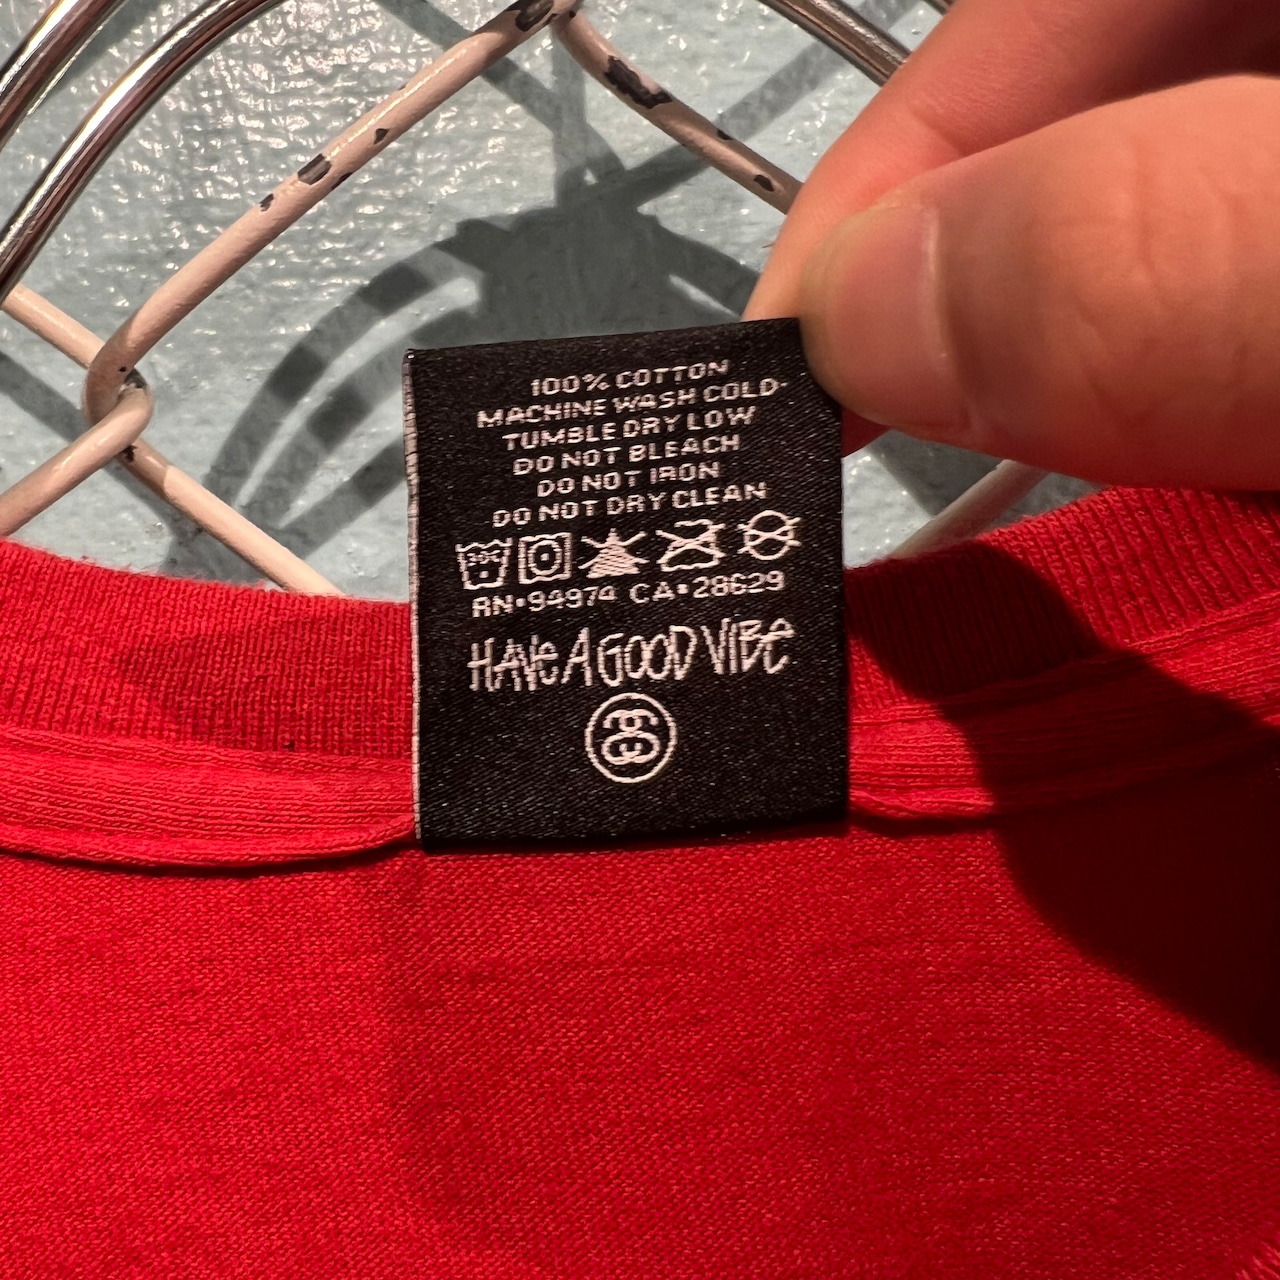 100% COTTON
MACHINE WASH COLD-
TUMBLE DRY LOW
DO NOT BLEACH
DO NOT IRON
DO NOT DRY CLEAN
30C
RN•94974 CA•28629
HAVE A GOOD VIBE